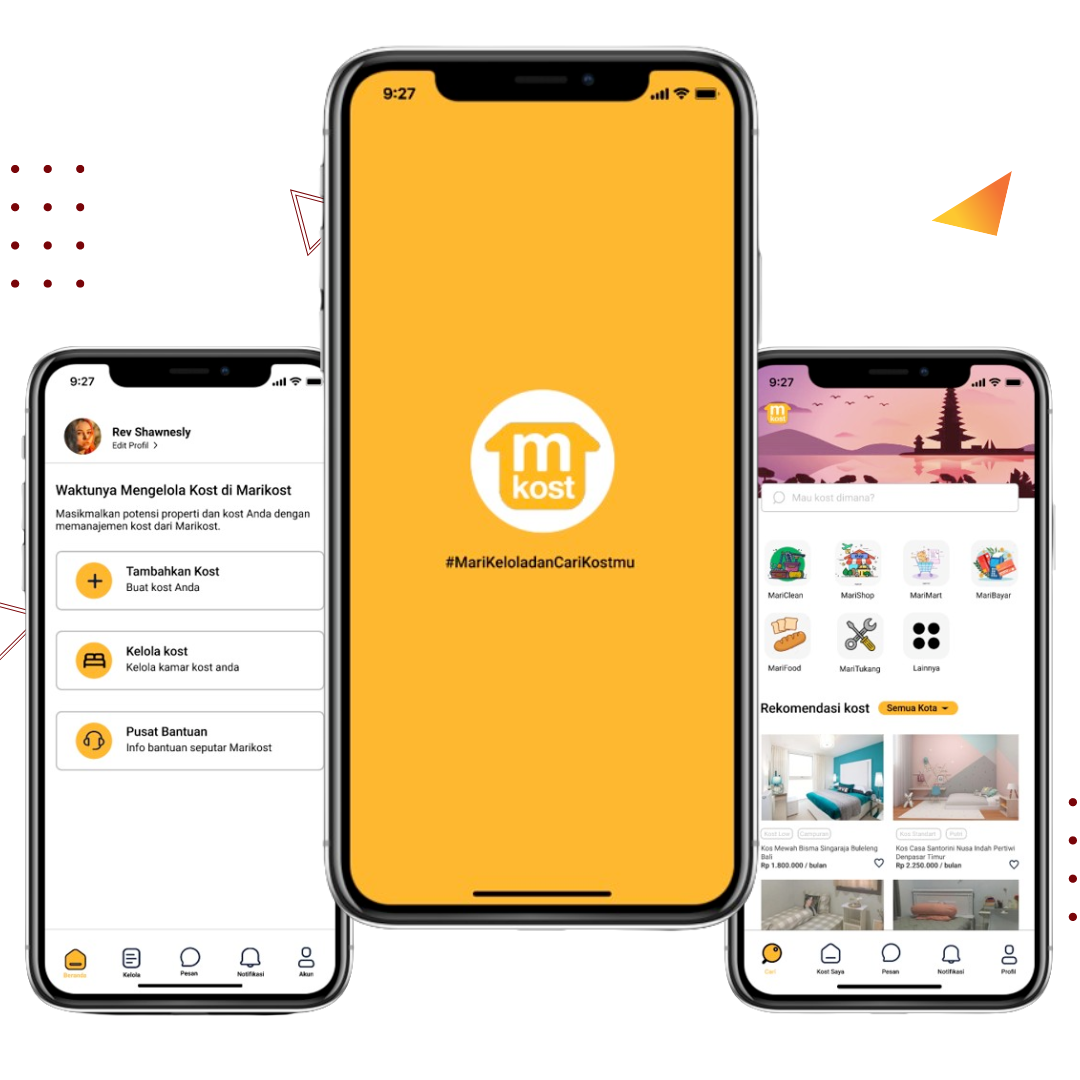 9:27
Rev Shawnesly
Edit Profil >
Waktunya Mengelola Kost di Marikost
Masikmalkan potensi properti dan kost Anda dengan
memanajemen kost dari Marikost.
Tambahkan Kost
Buat kost Anda
Kelola kost
Kelola kamar kost anda
Pusat Bantuan
Info bantuan seputar Marikost
Beranda Kelola Pesan Notifikasi Akun
9:27
m
kost
#MariKeloladanCariKostmu
9:27
m
kost
Mau kost dimana?
MariClean MariShop MariMart MariBayar
MariFood MariTukang Lainnya
Rekomendasi kost Semua Kota
Kost Low Campuran
Kos Mewah Bisma Singaraja Buleleng
Bali
Rp 1.800.000 / bulan
Kos Standart Putri
Kos Casa Santorini Nusa Indah Pertiwi
Denpasar Timur
Rp 2.250.000 / bulan
Cari Kost Saya Pesan Notifikasi Profil